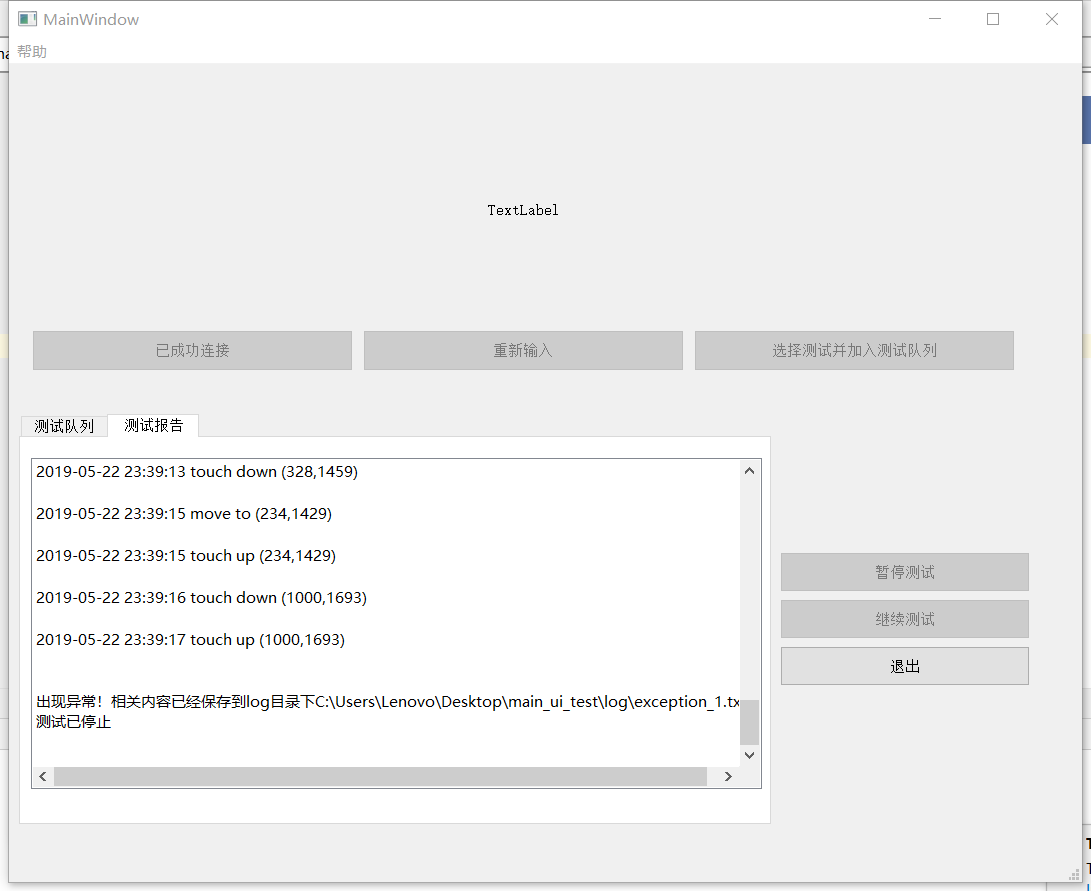 MainWindow
帮助
TextLabel
已成功连接
重新输入
选择测试并加入测试队列
测试队列
测试报告
2019-05-22 23:39:13 touch down (328,1459)
2019-05-22 23:39:15 move to (234,1429)
2019-05-22 23:39:15 touch up (234,1429)
2019-05-22 23:39:16 touch down (1000,1693)
2019-05-22 23:39:17 touch up (1000,1693)
出现异常！相关内容已经保存到log目录下C:\Users\Lenovo\Desktop\main_ui_test\log\exception_1.tx
测试已停止
暂停测试
继续测试
退出